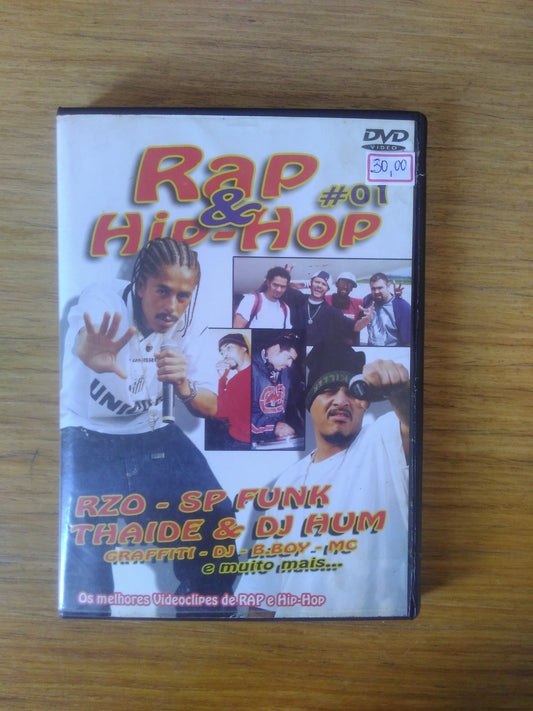 DVD
VIDEO
30,00
Rap
&
Hip-Hop
#01
RZO - SP FUNK
THAIDE & DJ HUM
GRAFFITI - DJ - B.BOY - MC
e muito mais...
Os melhores Videoclipes de RAP e Hip-Hop